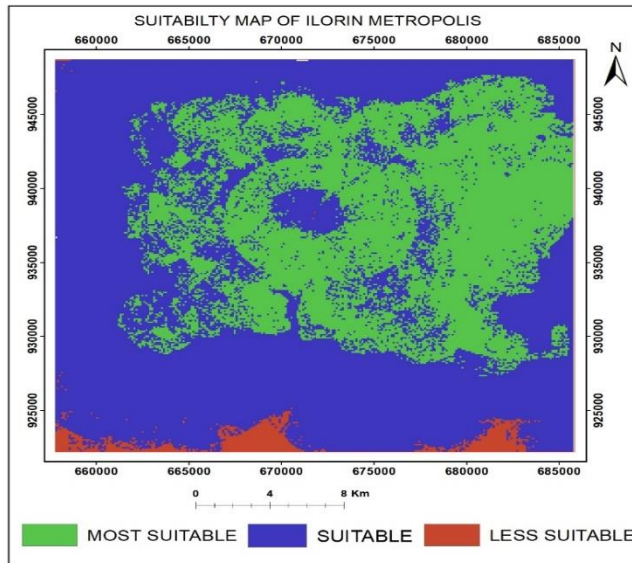 SUITABILTY MAP OF ILORIN METROPOLIS
660000 665000 670000 675000 680000 685000
N
945000 945000
940000 940000
935000 935000
930000 930000
925000 925000
660000 665000 670000 675000 680000 685000
0 4 8 Km
MOST SUITABLE SUITABLE LESS SUITABLE